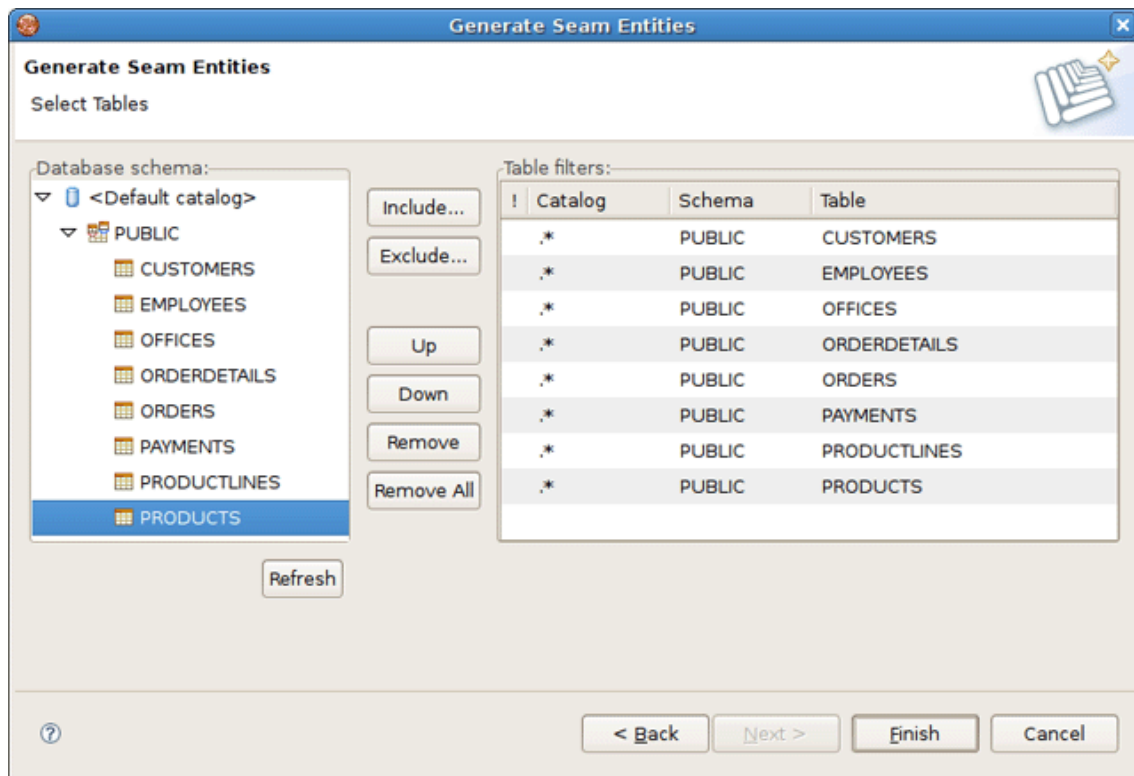 Generate Seam Entities
Generate Seam Entities
Select Tables
Database schema:
<Default catalog>
PUBLIC
CUSTOMERS
EMPLOYEES
OFFICES
ORDERDETAILS
ORDERS
PAYMENTS
PRODUCTLINES
PRODUCTS
Refresh
Include...
Exclude...
Up
Down
Remove
Remove All
Table filters:
! Catalog Schema Table
.* PUBLIC CUSTOMERS
.* PUBLIC EMPLOYEES
.* PUBLIC OFFICES
.* PUBLIC ORDERDETAILS
.* PUBLIC ORDERS
.* PUBLIC PAYMENTS
.* PUBLIC PRODUCTLINES
.* PUBLIC PRODUCTS
? < Back Next > Finish Cancel